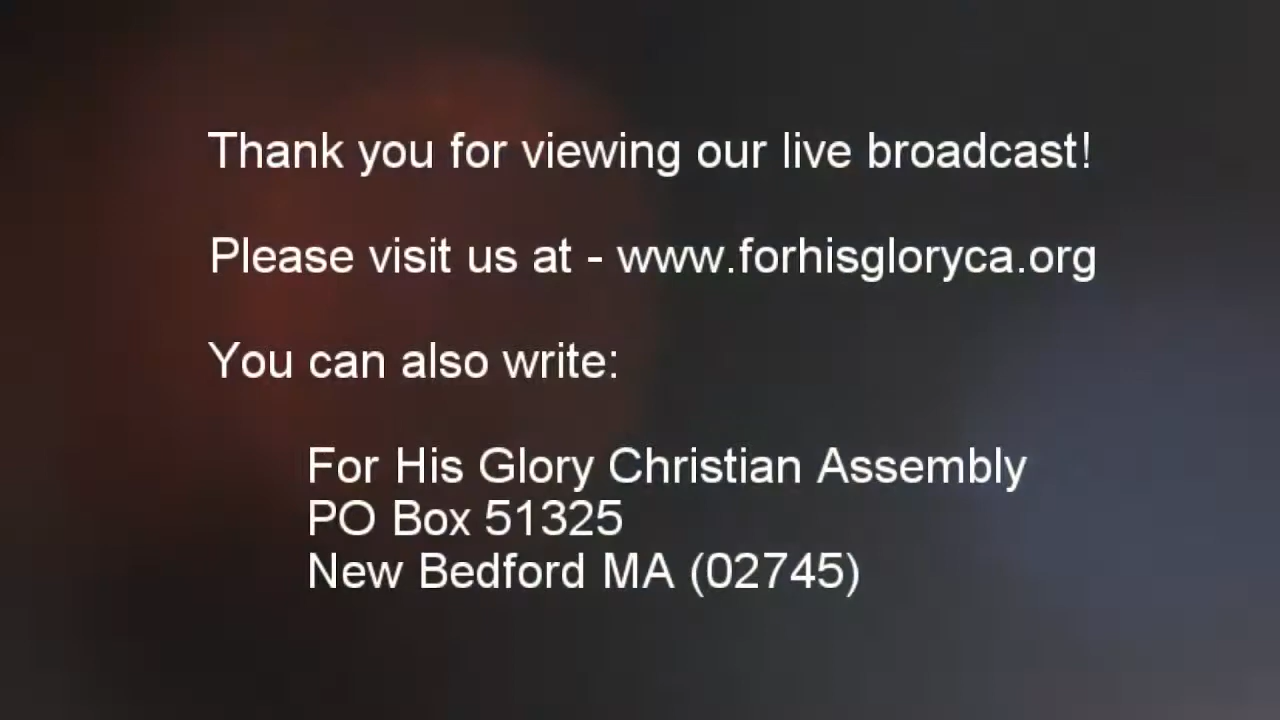 Thank you for viewing our live broadcast!
Please visit us at - www.forhisgloryca.org
You can also write:
For His Glory Christian Assembly
PO Box 51325
New Bedford MA (02745)